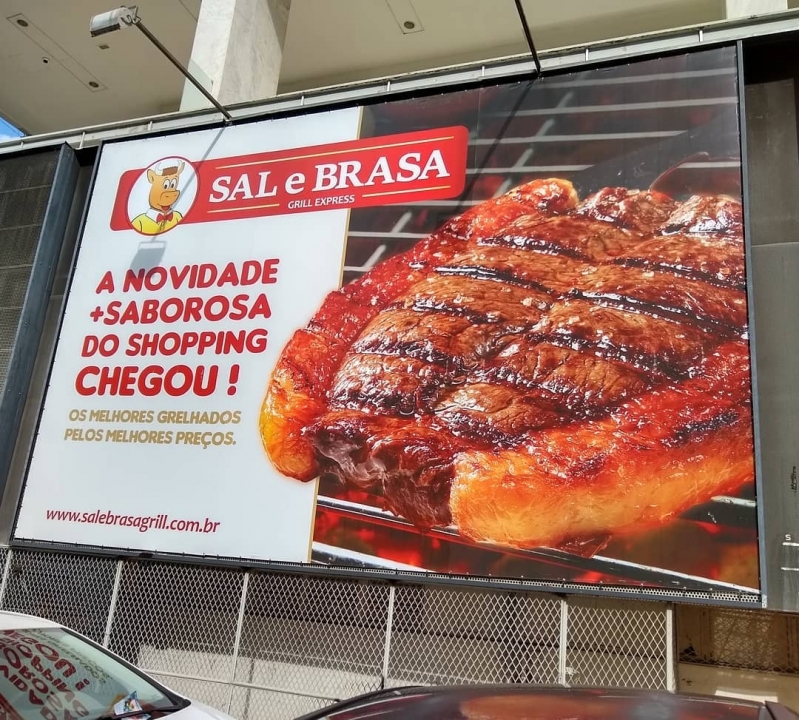 SAL e BRASA
GRILL EXPRESS
A NOVIDADE
+SABOROSA
DO SHOPPING
CHEGOU !
OS MELHORES GRELHADOS
PELOS MELHORES PREÇOS.
www.salebrasagrill.com.br